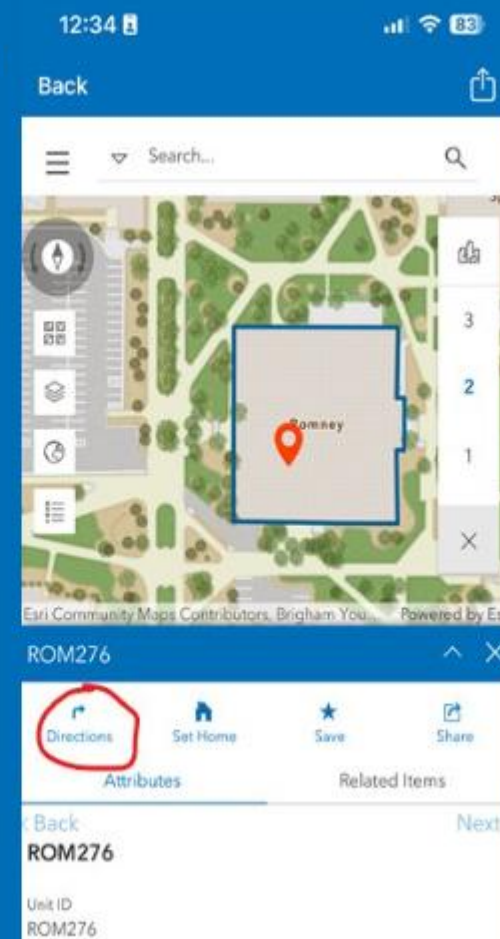 12:34
83
Back
Search...
3
2
1
Romney
Esri Community Maps Contributors, Brigham You... Powered by Es
ROM276
Directions Set Home Save Share
Attributes Related Items
Back Next
ROM276
Unit ID
ROM276